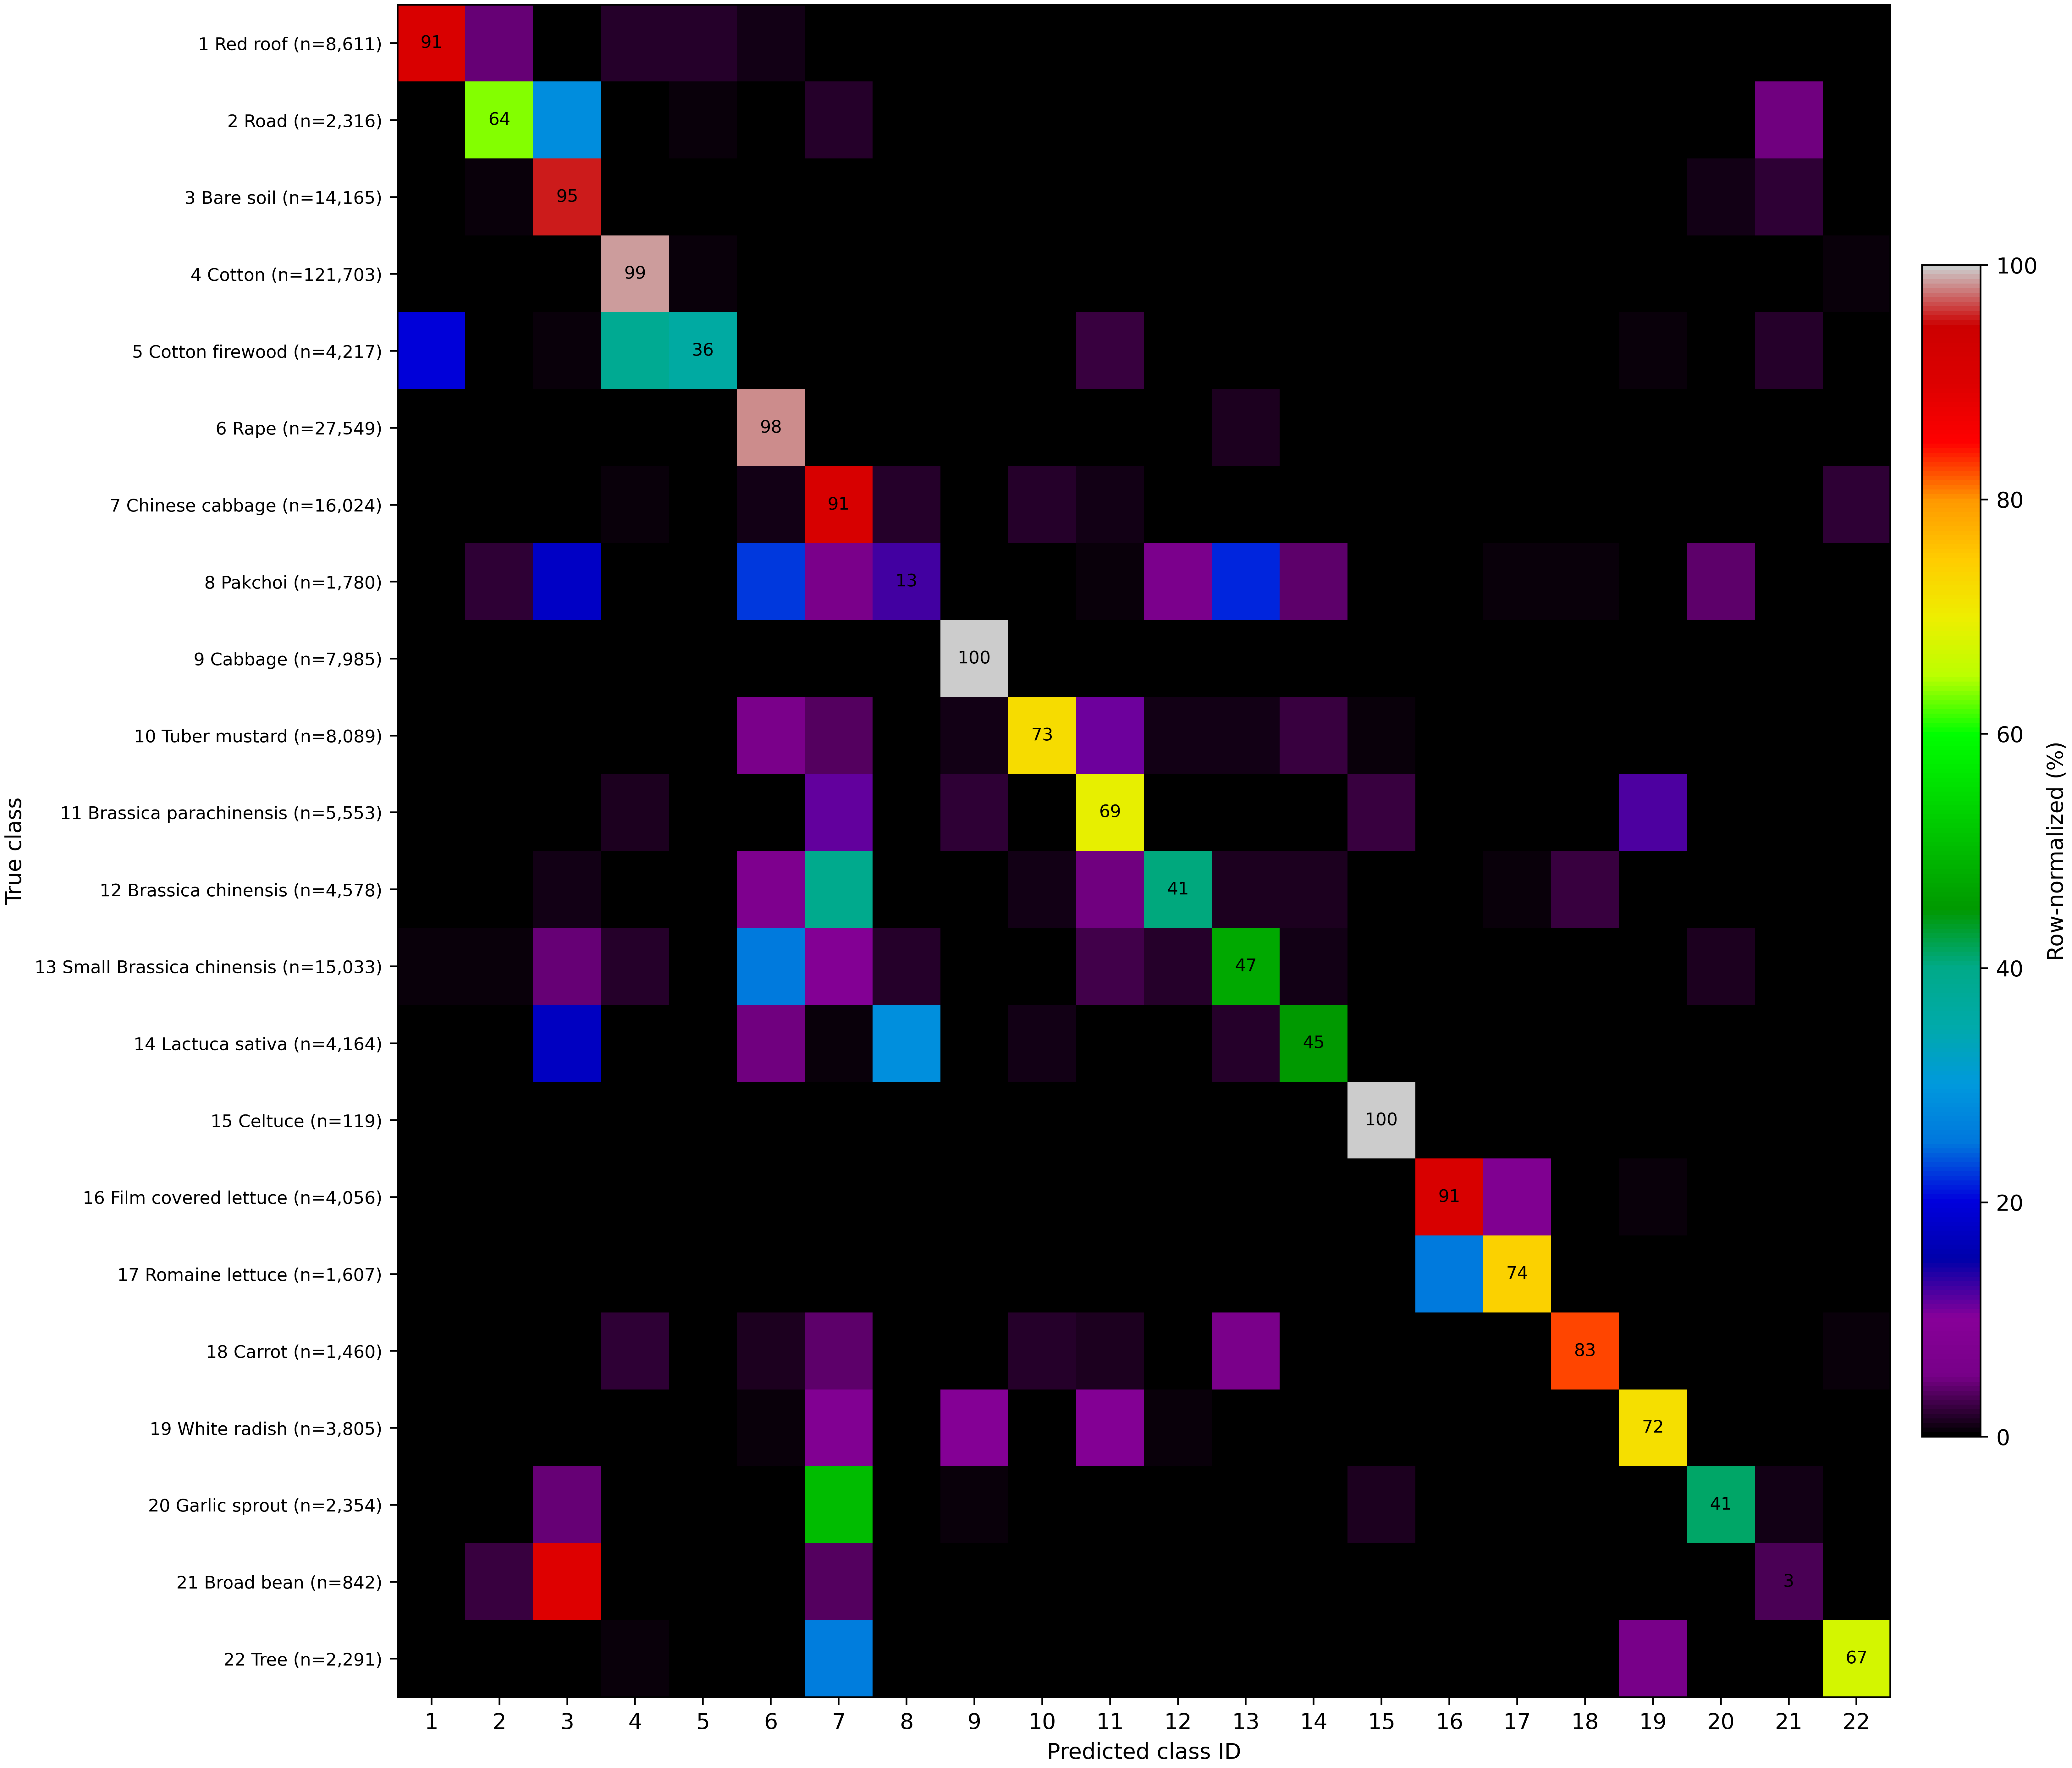 1 Red roof (n=8,611)
91
2 Road (n=2,316)
64
3 Bare soil (n=14,165)
95
4 Cotton (n=121,703)
99
5 Cotton firewood (n=4,217)
36
6 Rape (n=27,549)
98
7 Chinese cabbage (n=16,024)
91
8 Pakchoi (n=1,780)
13
9 Cabbage (n=7,985)
100
10 Tuber mustard (n=8,089)
73
11 Brassica parachinensis (n=5,553)
69
12 Brassica chinensis (n=4,578)
41
13 Small Brassica chinensis (n=15,033)
47
14 Lactuca sativa (n=4,164)
45
15 Celtuce (n=119)
100
16 Film covered lettuce (n=4,056)
91
17 Romaine lettuce (n=1,607)
74
18 Carrot (n=1,460)
83
19 White radish (n=3,805)
72
20 Garlic sprout (n=2,354)
41
21 Broad bean (n=842)
3
22 Tree (n=2,291)
67
True class
1 2 3 4 5 6 7 8 9 10 11 12 13 14 15 16 17 18 19 20 21 22
Predicted class ID
100
80
60
40
20
0
Row-normalized (%)